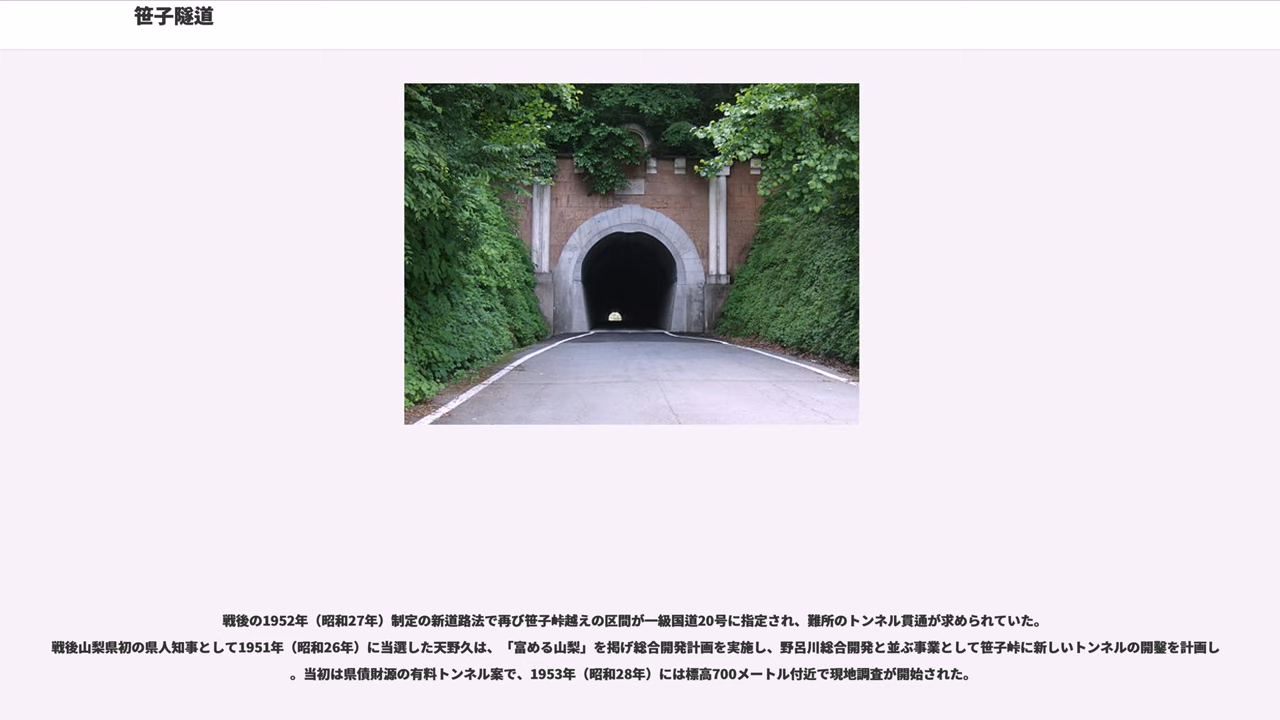 笹子隧道
戦後の1952年（昭和27年）制定の新道路法で再び笹子峠越えの区間が一級国道20号に指定され、難所のトンネル貫通が求められていた。
戦後山梨県初の県人知事として1951年（昭和26年）に当選した天野久は、「富める山梨」を掲げ総合開発計画を実施し、野呂川総合開発と並ぶ事業として笹子峠に新しいトンネルの開鑿を計画し
。当初は県債財源の有料トンネル案で、1953年（昭和28年）には標高700メートル付近で現地調査が開始された。